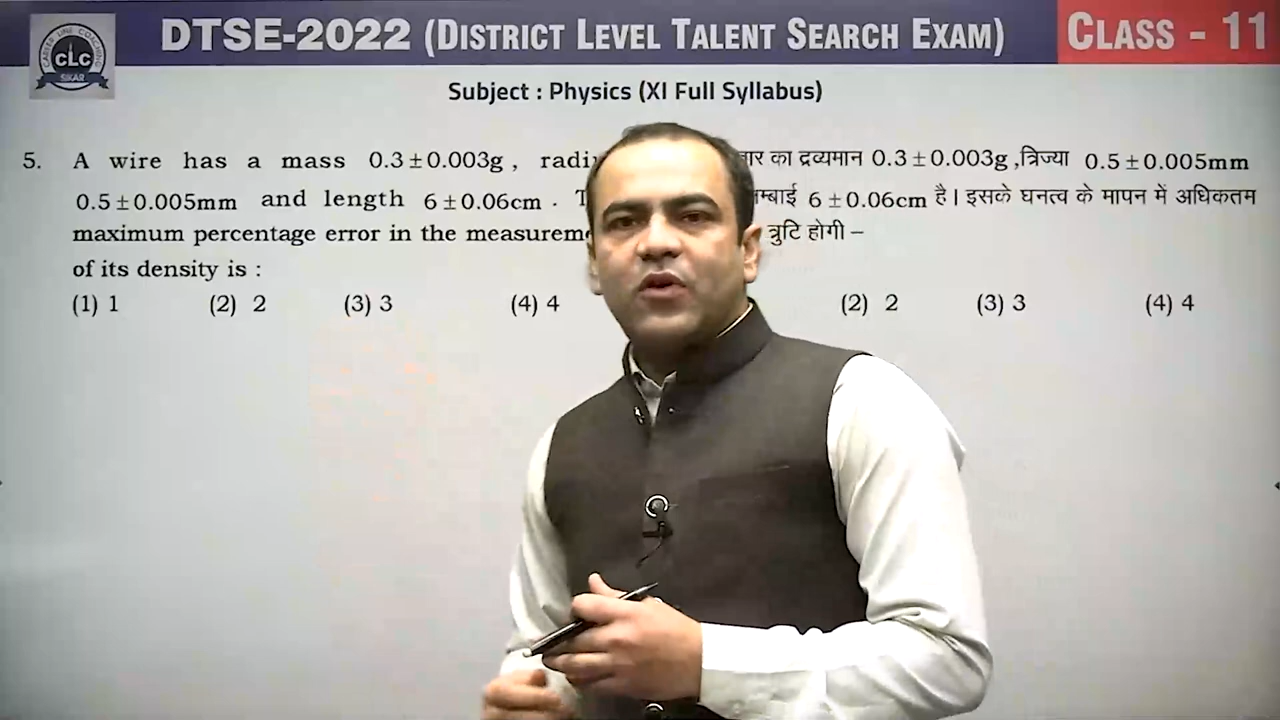 CAREER LINE COACHING
CLC
SIKAR
DTSE-2022 (DISTRICT LEVEL TALENT SEARCH EXAM)
CLASS - 11
Subject : Physics (XI Full Syllabus)
5. A wire has a mass 0.3±0.003g ,
0.5±0.005mm and length 6±0.06cm .
maximum percentage error in the
of its density is :
(1) 1 (2) 2 (3) 3 (4) 4
का द्रव्यमान 0.3±0.003g ,त्रिज्या 0.5±0.005mm
6±0.06cm है। इसके घनत्व के मापन में अधिकतम
त्रुटि होगी –
(2) 2 (3) 3 (4) 4